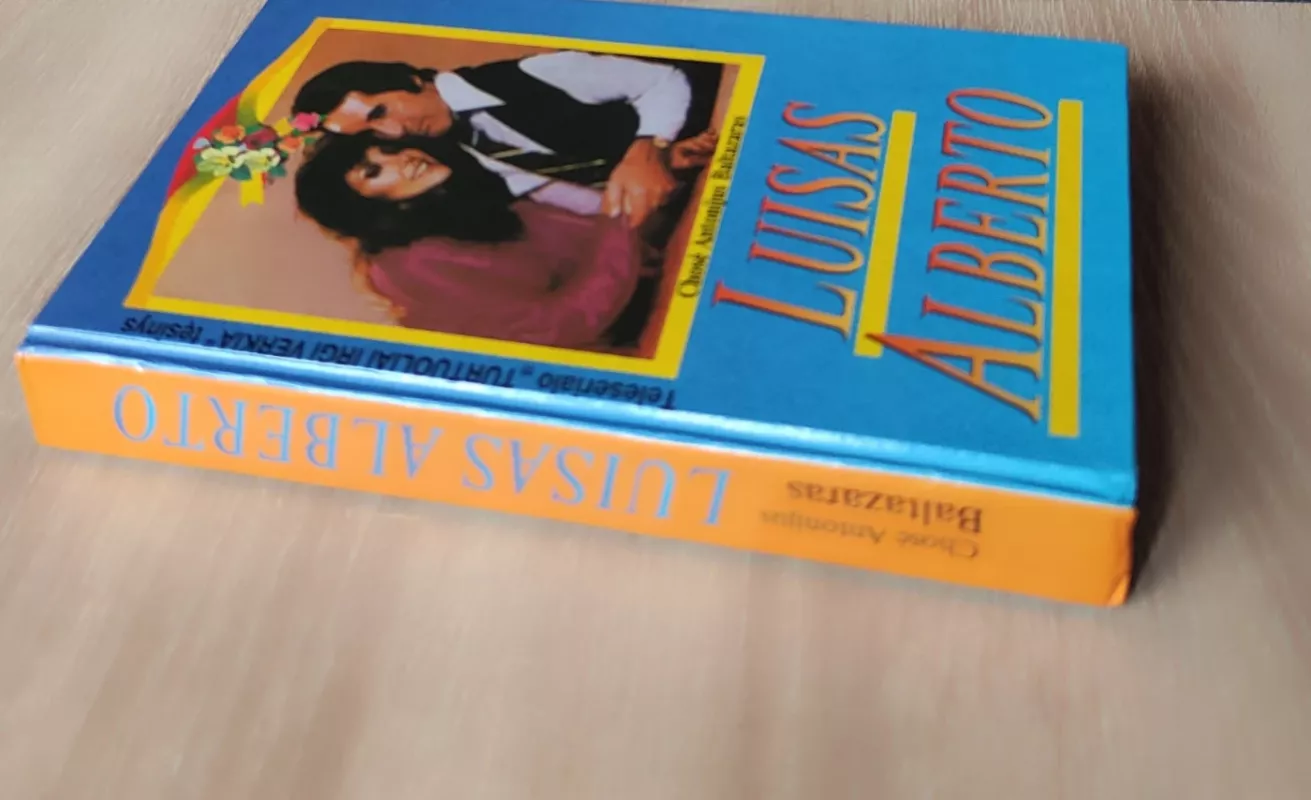 Chosė Antonijus Baltazaras
LUISAS
ALBERTO
Teleserialo „TURTUOLIAI IRGI VERKIA" tęsinys
Chosė Antonijus
Baltazaras
LUISAS ALBERTO